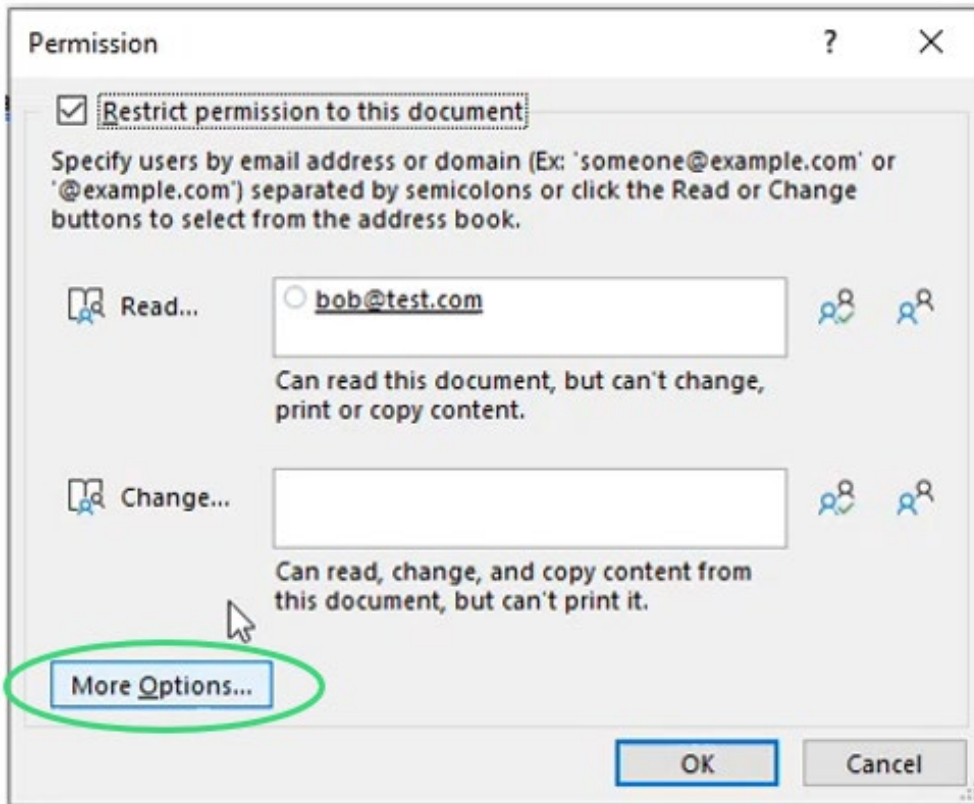 Permission
?
Restrict permission to this document
Specify users by email address or domain (Ex: 'someone@example.com' or
'@example.com') separated by semicolons or click the Read or Change
buttons to select from the address book.
Read...
bob@test.com
Can read this document, but can't change,
print or copy content.
Change...
Can read, change, and copy content from
this document, but can't print it.
More Options...
OK
Cancel